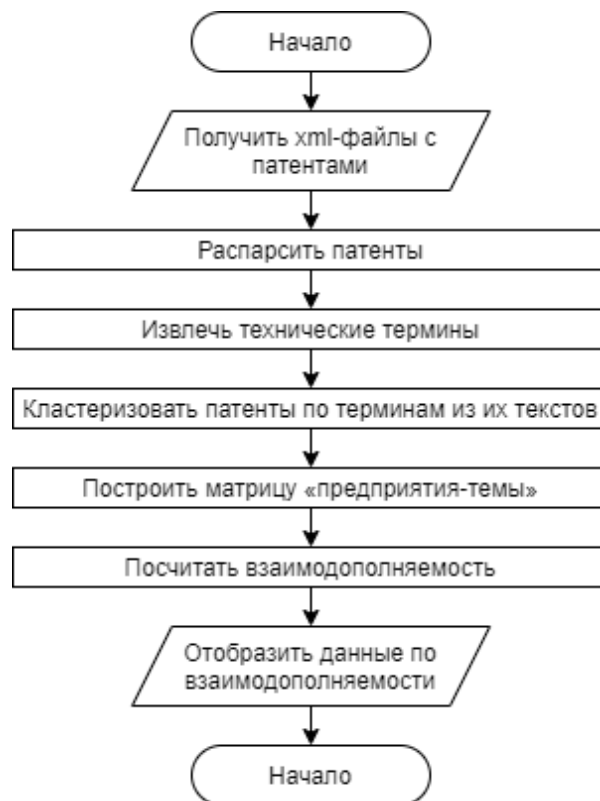 Начало
Получить xml-файлы с
патентами
Распарсить патенты
Извлечь технические термины
Кластеризовать патенты по терминам из их текстов
Построить матрицу «предприятия-темы»
Посчитать взаимодополняемость
Отобразить данные по
взаимодополняемости
Начало